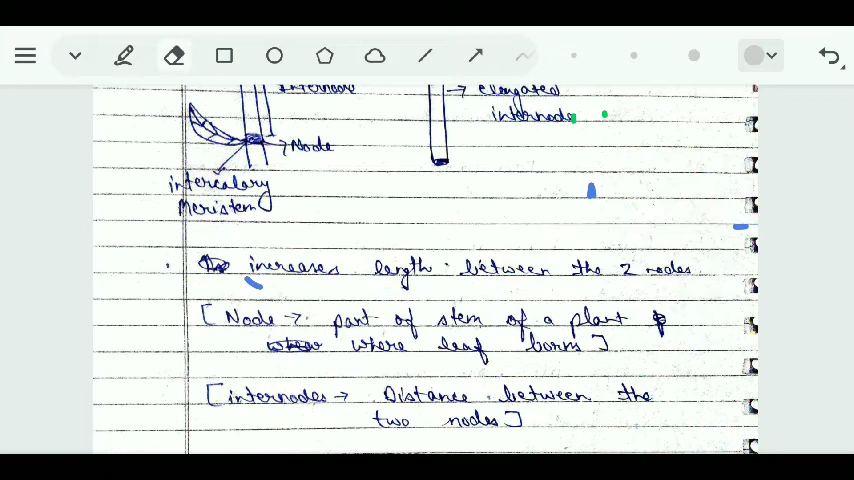 internode
→ elongated
internode
→ Node
intercalary
Meristem
increases length between the 2 nodes
[Node → part of stem of a plant
where leaf borns]
[internodes → Distance between the
two nodes]